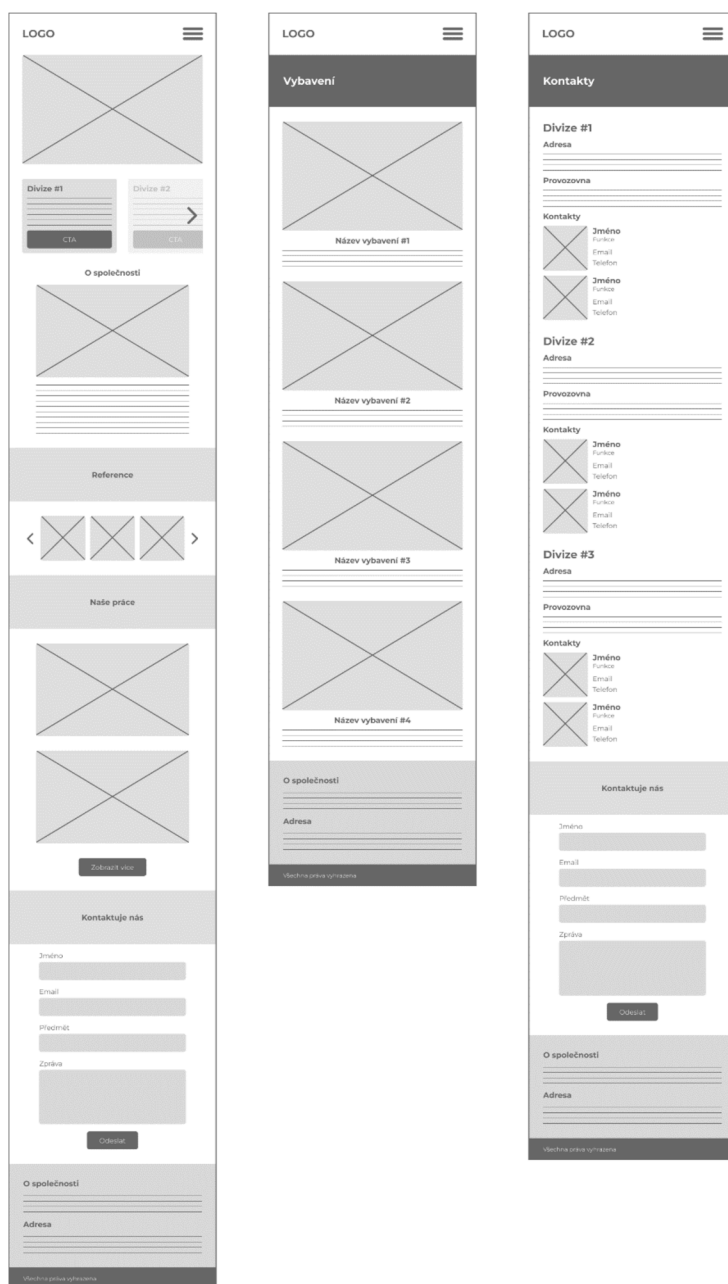 LOGO
Divize #1
Divize #2
CTA
CTA
O společnosti
Reference
Naše práce
Zobrazit více
Kontaktuje nás
Jméno
Email
Předmět
Zpráva
Odeslat
O společnosti
Adresa
Všechna práva vyhrazena
LOGO
Vybavení
Název vybavení #1
Název vybavení #2
Název vybavení #3
Název vybavení #4
O společnosti
Adresa
Všechna práva vyhrazena
LOGO
Kontakty
Divize #1
Adresa
Provozovna
Kontakty
Jméno
Funkce
Email
Telefon
Jméno
Funkce
Email
Telefon
Divize #2
Adresa
Provozovna
Kontakty
Jméno
Funkce
Email
Telefon
Jméno
Funkce
Email
Telefon
Divize #3
Adresa
Provozovna
Kontakty
Jméno
Funkce
Email
Telefon
Jméno
Funkce
Email
Telefon
Kontaktuje nás
Jméno
Email
Předmět
Zpráva
Odeslat
O společnosti
Adresa
Všechna práva vyhrazena